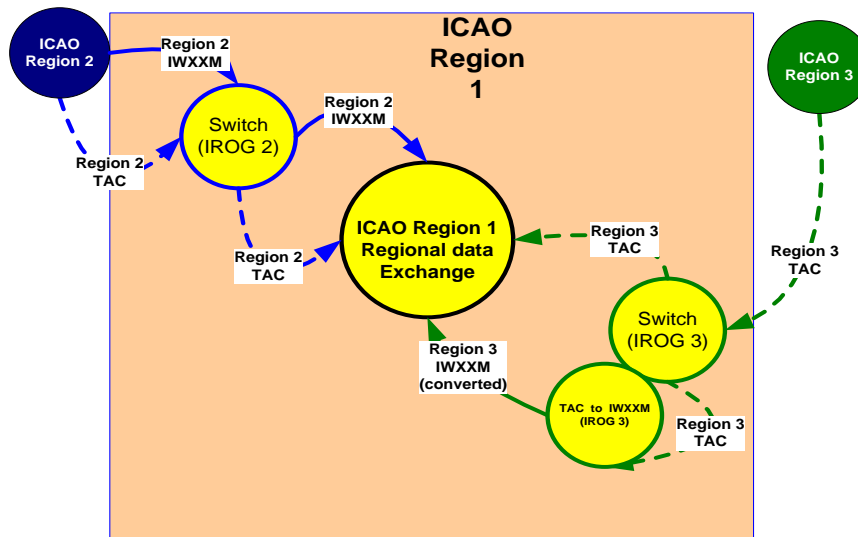 ICAO
Region 2
Region 2
IWXXM
ICAO
Region
1
ICAO
Region 3
Switch
(IROG 2)
Region 2
IWXXM
Region 2
TAC
ICAO Region 1
Regional data
Exchange
Region 2
TAC
Region 3
TAC
Region 3
TAC
Switch
(IROG 3)
Region 3
IWXXM
(converted)
TAC to IWXXM
(IROG 3)
Region 3
TAC